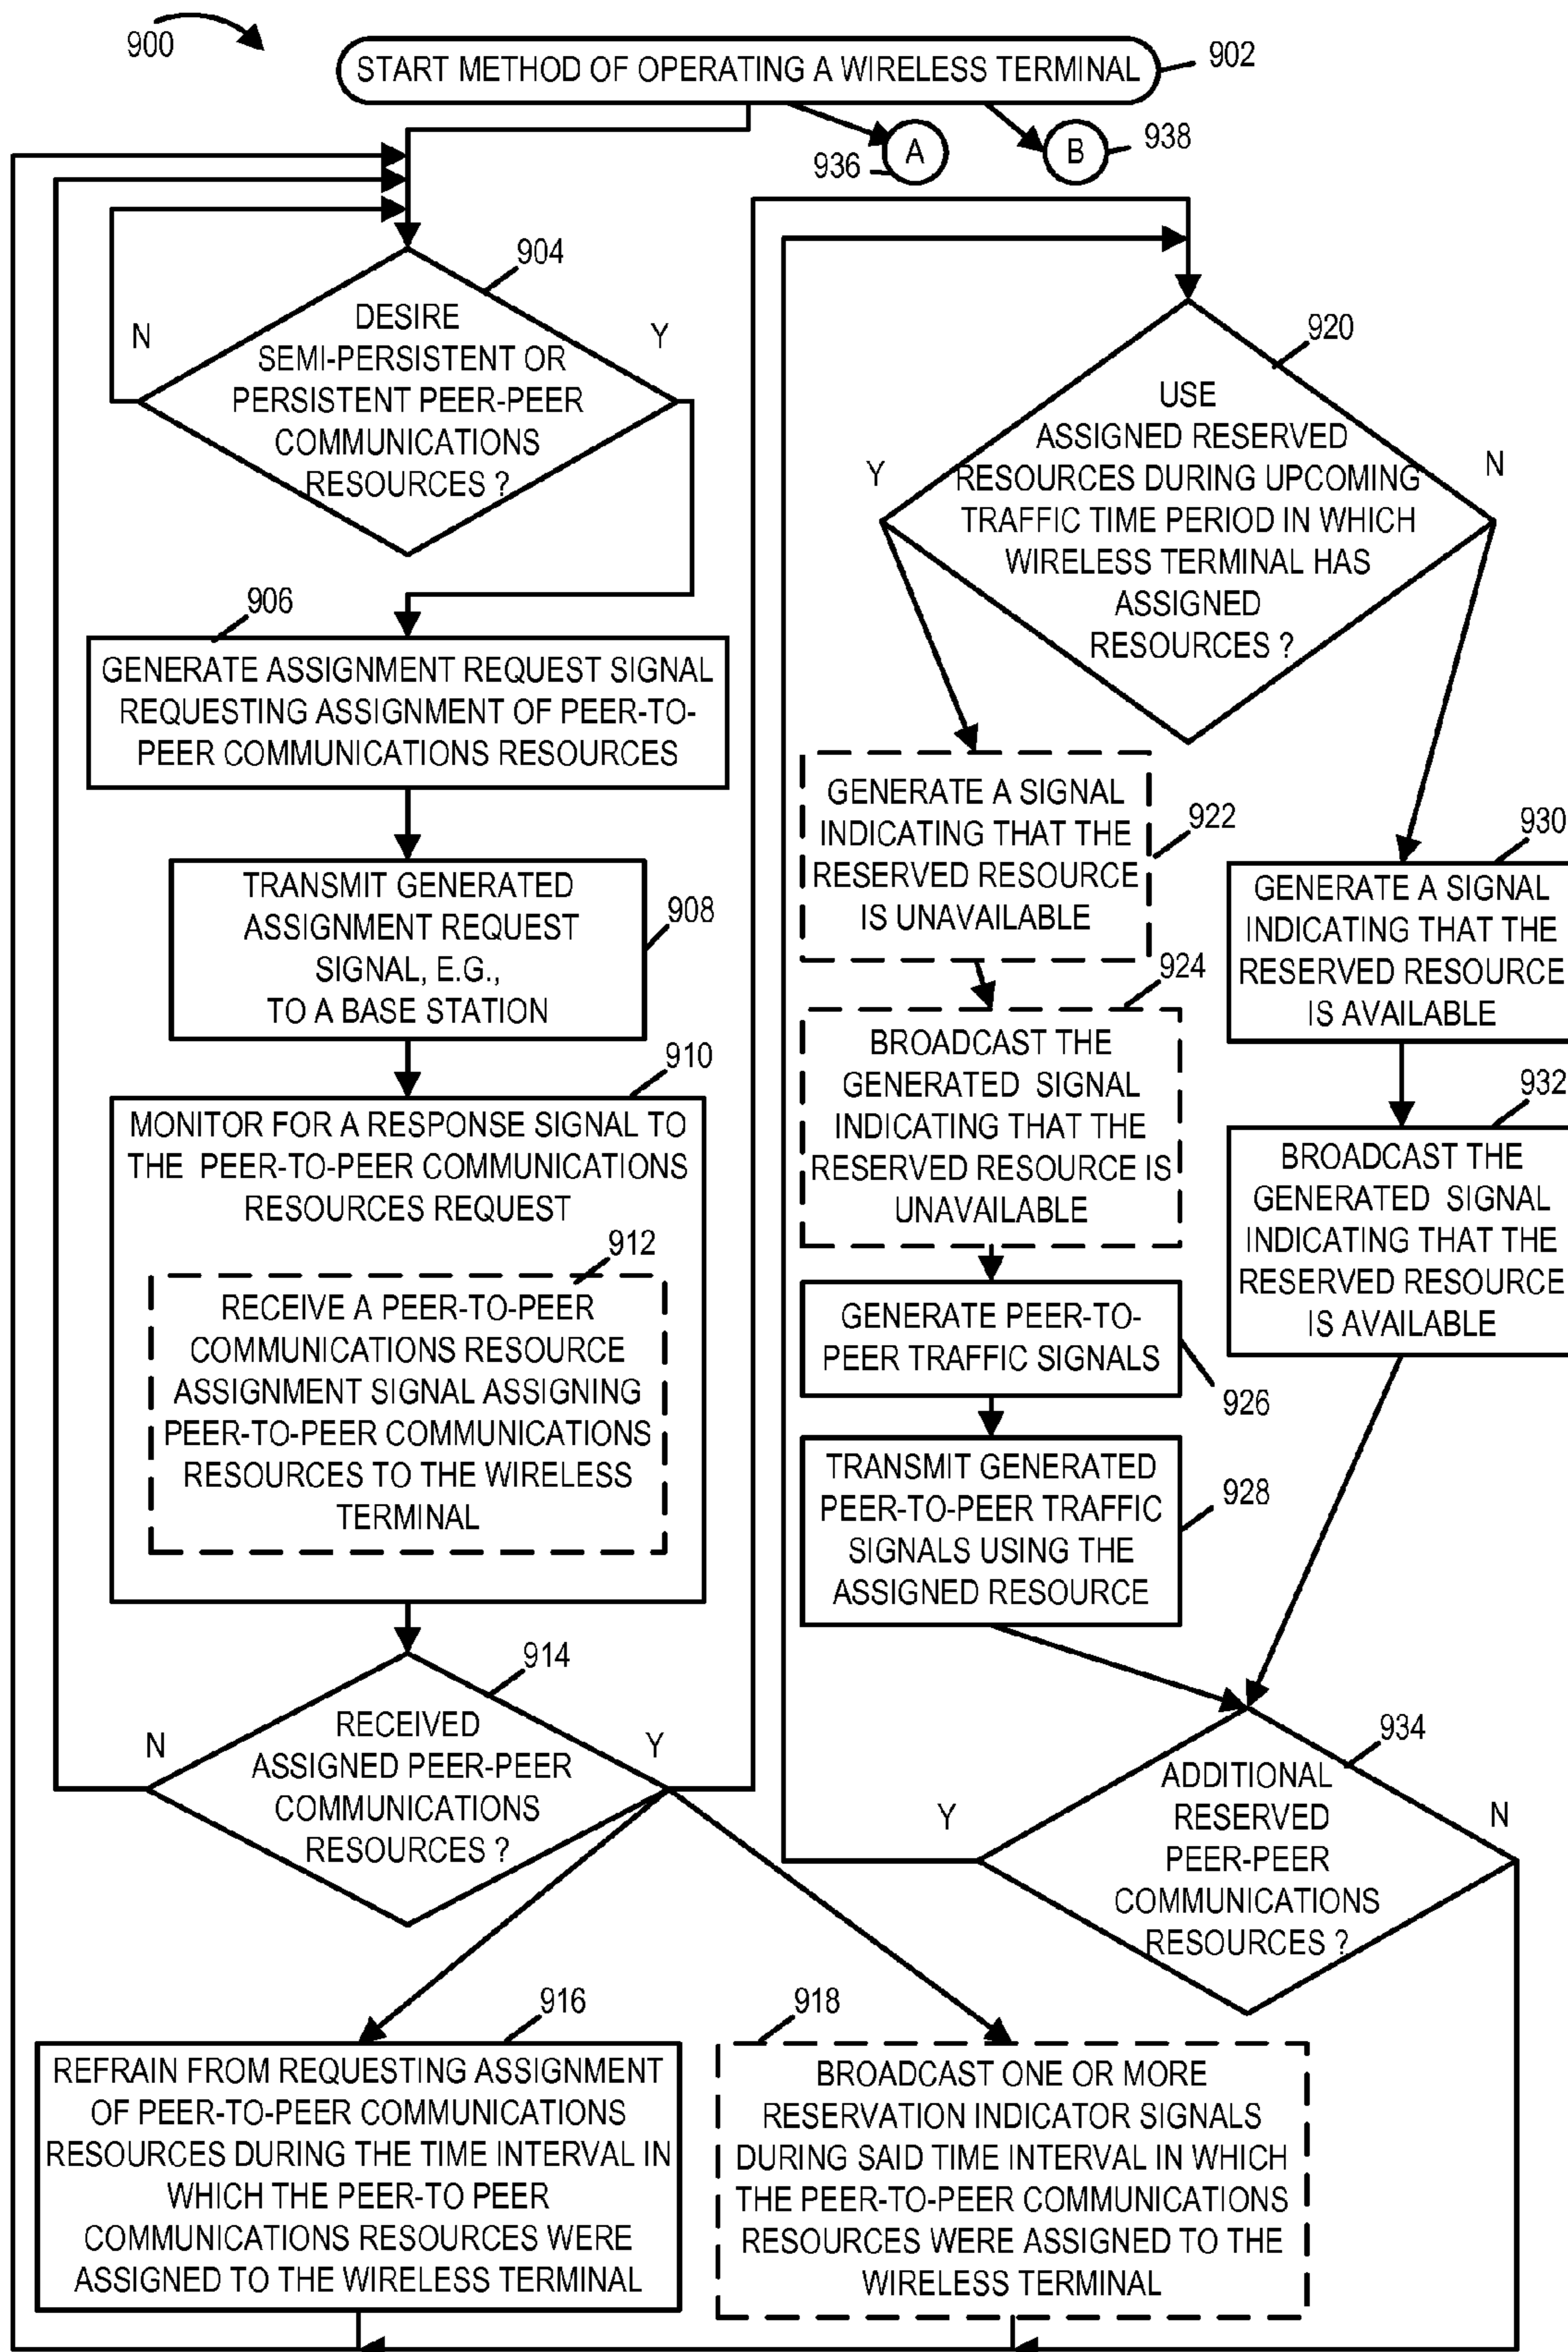 900
START METHOD OF OPERATING A WIRELESS TERMINAL
902
A
936
B
938
904
DESIRE
SEMI-PERSISTENT OR
PERSISTENT PEER-PEER
COMMUNICATIONS
RESOURCES ?
N
Y
906
GENERATE ASSIGNMENT REQUEST SIGNAL
REQUESTING ASSIGNMENT OF PEER-TO-
PEER COMMUNICATIONS RESOURCES
TRANSMIT GENERATED
ASSIGNMENT REQUEST
SIGNAL, E.G.,
TO A BASE STATION
908
910
MONITOR FOR A RESPONSE SIGNAL TO
THE PEER-TO-PEER COMMUNICATIONS
RESOURCES REQUEST
912
RECEIVE A PEER-TO-PEER
COMMUNICATIONS RESOURCE
ASSIGNMENT SIGNAL ASSIGNING
PEER-TO-PEER COMMUNICATIONS
RESOURCES TO THE WIRELESS
TERMINAL
914
RECEIVED
ASSIGNED PEER-PEER
COMMUNICATIONS
RESOURCES ?
N
Y
916
REFRAIN FROM REQUESTING ASSIGNMENT
OF PEER-TO-PEER COMMUNICATIONS
RESOURCES DURING THE TIME INTERVAL IN
WHICH THE PEER-TO PEER
COMMUNICATIONS RESOURCES WERE
ASSIGNED TO THE WIRELESS TERMINAL
918
BROADCAST ONE OR MORE
RESERVATION INDICATOR SIGNALS
DURING SAID TIME INTERVAL IN WHICH
THE PEER-TO-PEER COMMUNICATIONS
RESOURCES WERE ASSIGNED TO THE
WIRELESS TERMINAL
920
USE
ASSIGNED RESERVED
RESOURCES DURING UPCOMING
TRAFFIC TIME PERIOD IN WHICH
WIRELESS TERMINAL HAS
ASSIGNED
RESOURCES ?
Y
N
GENERATE A SIGNAL
INDICATING THAT THE
RESERVED RESOURCE
IS UNAVAILABLE
922
924
BROADCAST THE
GENERATED SIGNAL
INDICATING THAT THE
RESERVED RESOURCE IS
UNAVAILABLE
GENERATE PEER-TO-
PEER TRAFFIC SIGNALS
926
TRANSMIT GENERATED
PEER-TO-PEER TRAFFIC
SIGNALS USING THE
ASSIGNED RESOURCE
928
930
GENERATE A SIGNAL
INDICATING THAT THE
RESERVED RESOURCE
IS AVAILABLE
932
BROADCAST THE
GENERATED SIGNAL
INDICATING THAT THE
RESERVED RESOURCE
IS AVAILABLE
934
ADDITIONAL
RESERVED
PEER-PEER
COMMUNICATIONS
RESOURCES ?
Y
N